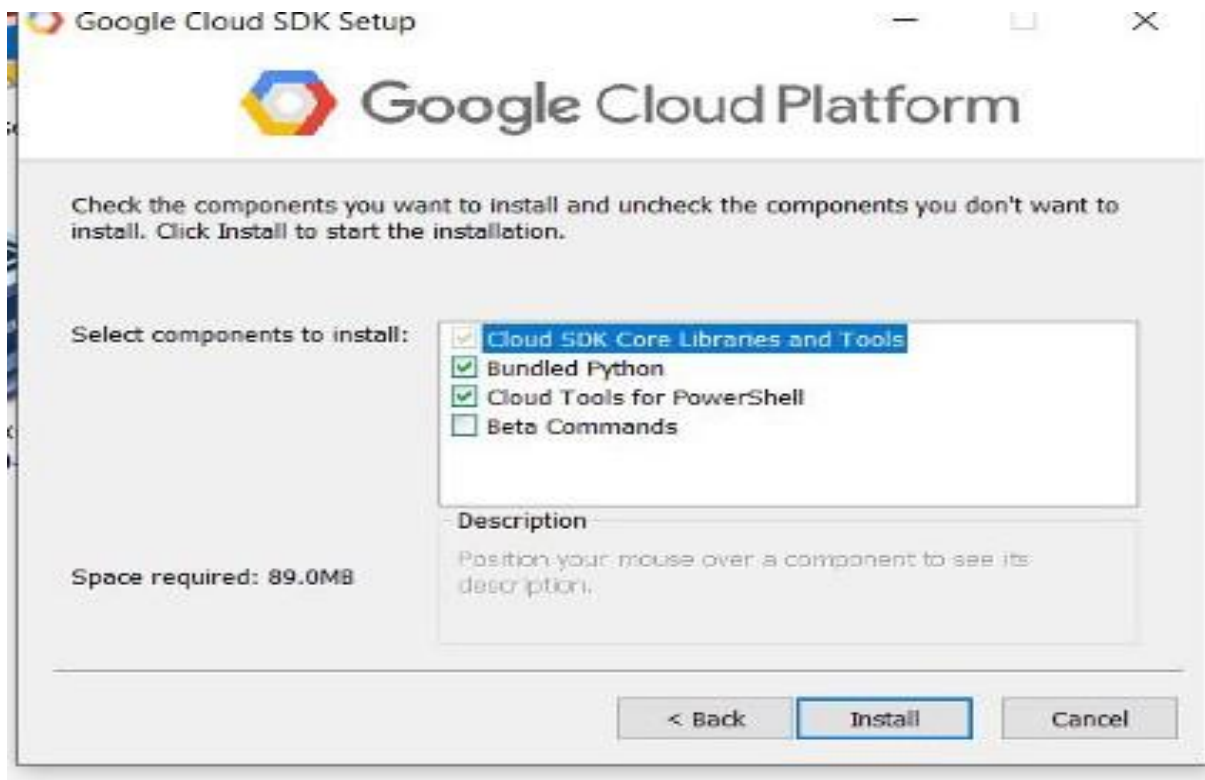 Google Cloud SDK Setup
Google Cloud Platform
Check the components you want to install and uncheck the components you don't want to
install. Click Install to start the installation.
Select components to install:
Cloud SDK Core Libraries and Tools
Bundled Python
Cloud Tools for PowerShell
Beta Commands
Description
Position your mouse over a component to see its
description.
Space required: 89.0MB
< Back
Install
Cancel